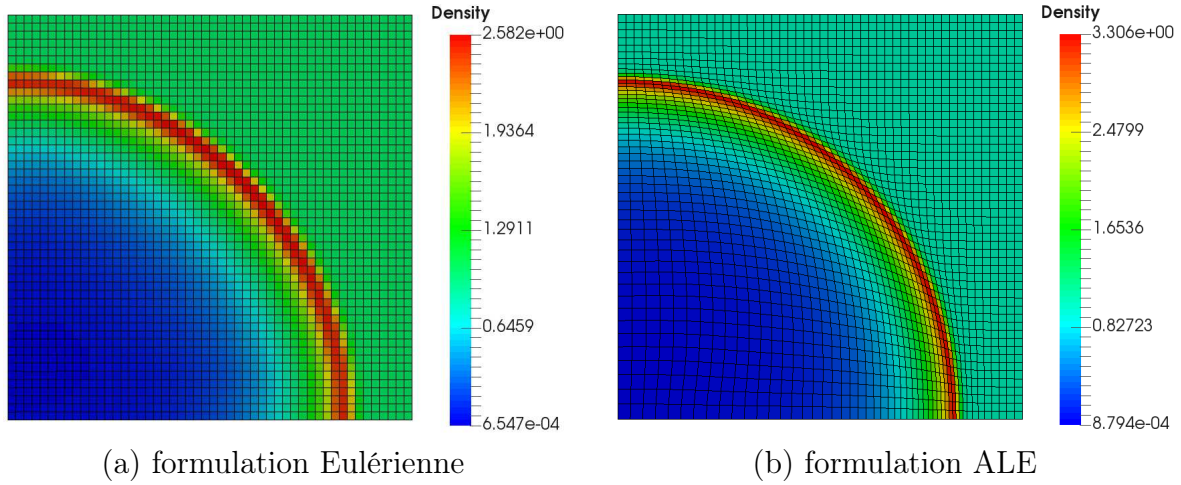 Density
2.582e+00
1.9364
1.2911
0.6459
6.547e-04
Density
3.306e+00
2.4799
1.6536
0.82723
8.794e-04
(a) formulation Eulérienne
(b) formulation ALE